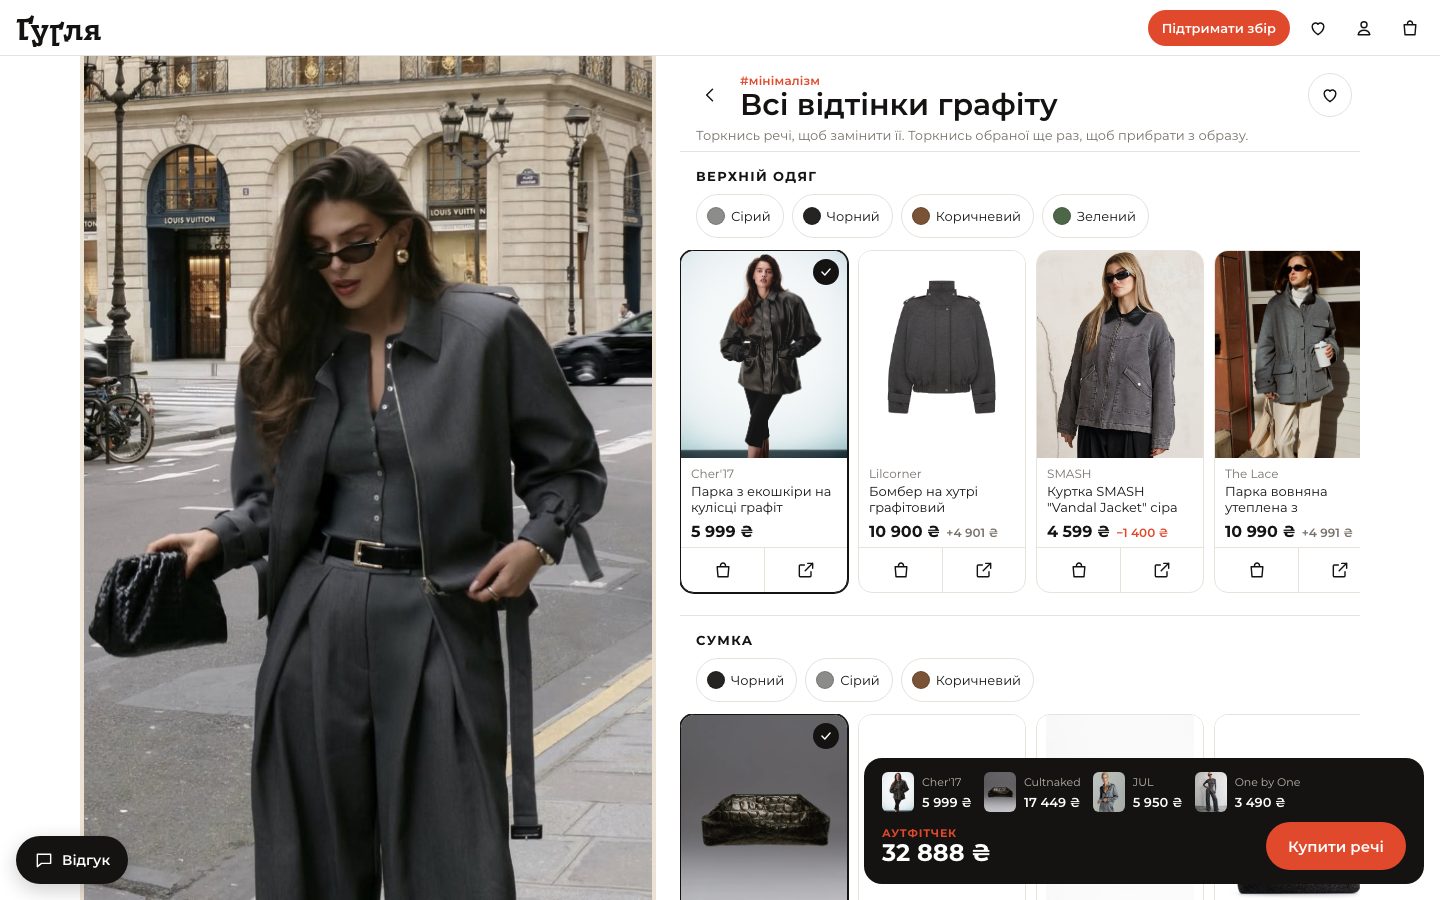 Ґуґля
Підтримати збір
LOUIS VUITTON
LOUIS VUITTON
#мінімалізм
Всі відтінки графіту
Торкнись речі, щоб замінити її. Торкнись обраної ще раз, щоб прибрати з образу.
ВЕРХНІЙ ОДЯГ
Сірий
Чорний
Коричневий
Зелений
Cher'17
Парка з екошкіри на
кулісці графіт
5 999 ₴
Lilcorner
Бомбер на хутрі
графітовий
10 900 ₴ +4 901 ₴
SMASH
Куртка SMASH
"Vandal Jacket" сіра
4 599 ₴ −1 400 ₴
The Lace
Парка вовняна
утеплена з
10 990 ₴ +4 991 ₴
СУМКА
Чорний
Сірий
Коричневий
Cher'17
5 999 ₴
Cultnaked
17 449 ₴
JUL
5 950 ₴
One by One
3 490 ₴
АУТФІТЧЕК
32 888 ₴
Купити речі
Відгук